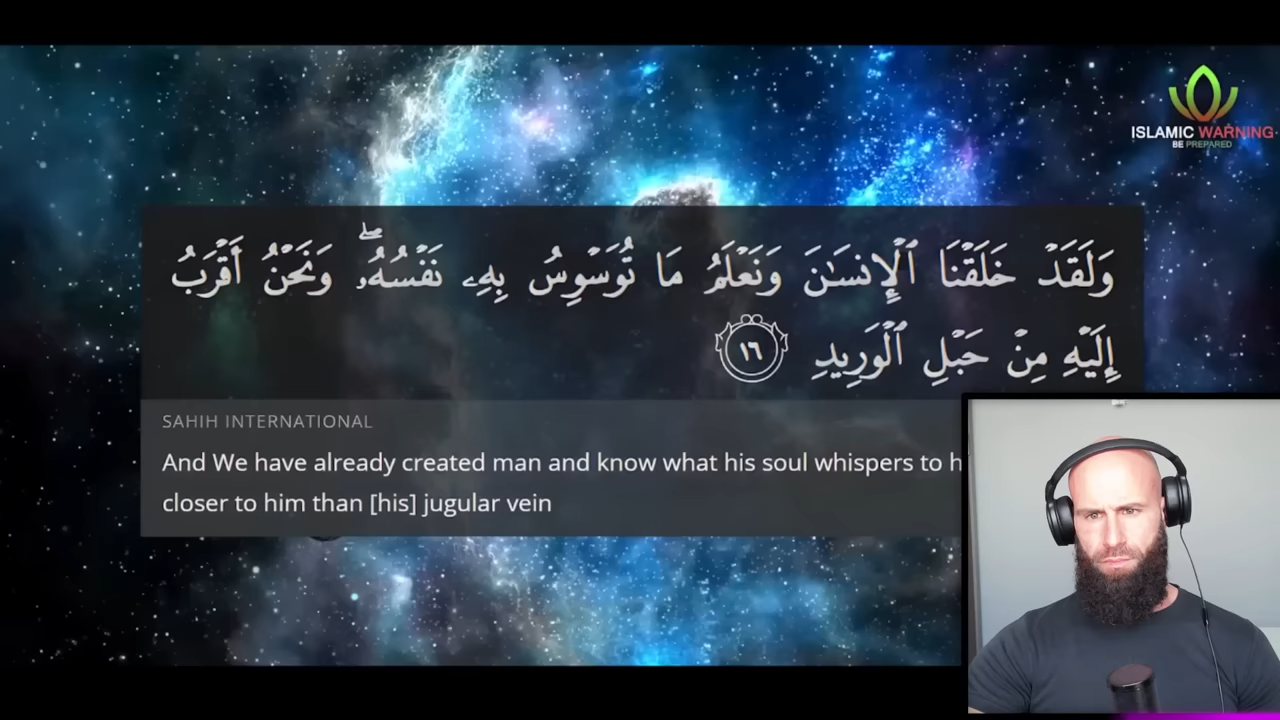 ISLAMIC WARNING
BE PREPARED
وَلَقَدْ خَلَقْنَا ٱلْإِنسَـٰنَ وَنَعْلَمُ مَا تُوَسْوِسُ بِهِۦ نَفْسُهُۥ ۖ وَنَحْنُ أَقْرَبُ
إِلَيْهِ مِنْ حَبْلِ ٱلْوَرِيدِ ١٦
SAHIH INTERNATIONAL
And We have already created man and know what his soul whispers to
closer to him than [his] jugular vein